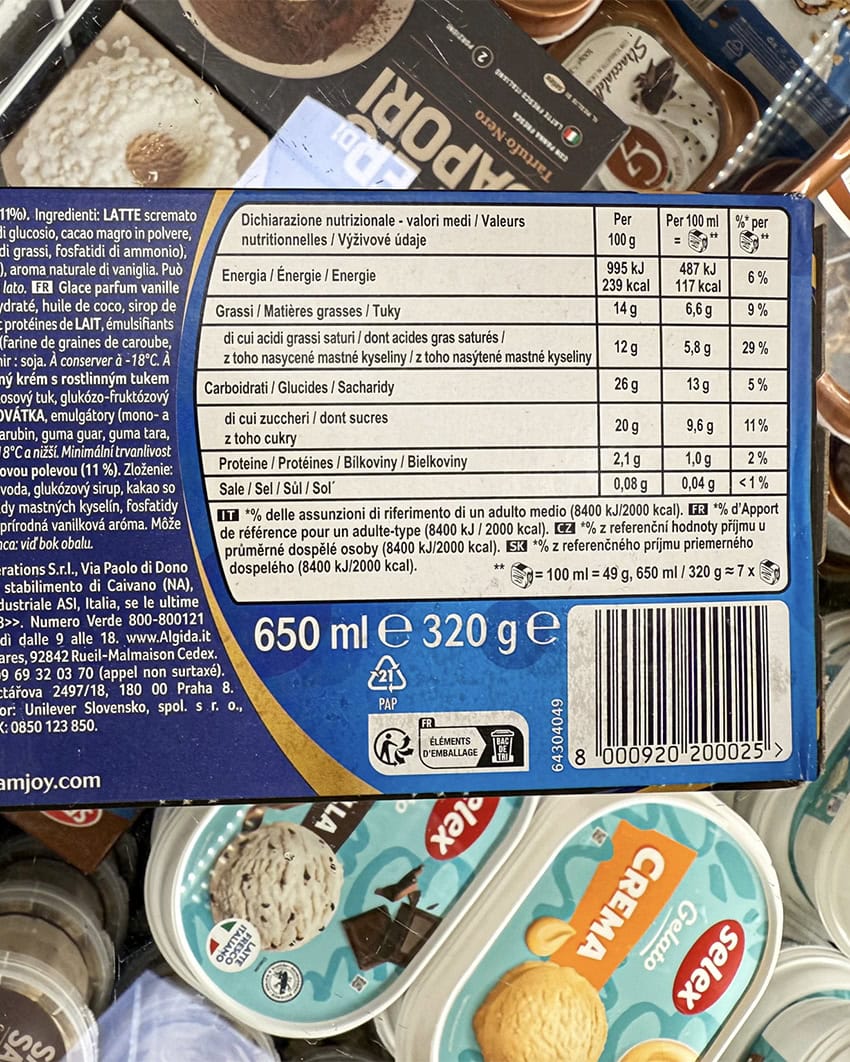 Stracciatella
2 PORZIONI
LATTE FRESCO ITALIANO
CON PANNA FRESCA
Tartufo Nero
SAPORI
G7
11%). Ingredienti: LATTE scremato
di glucosio, cacao magro in polvere,
di grassi, fosfatidi di ammonio),
), aroma naturale di vaniglia. Può
lato. FR Glace parfum vanille
ydraté, huile de coco, sirop de
protéines de LAIT, émulsifiants
(farine de graines de caroube,
nir : soja. À conserver à -18°C. À
ný krém s rostlinným tukem
osový tuk, glukózo-fruktózový
OVÁTKA, emulgátory (mono- a
arubin, guma guar, guma tara,
18°C a nižší. Minimální trvanlivost
ovou polevou (11 %). Zloženie:
voda, glukózový sirup, kakao so
dy mastných kyselín, fosfatidy
prírodná vanilková aróma. Môže
nca: viď bok obalu.
erations S.r.l., Via Paolo di Dono
stabilimento di Caivano (NA),
dustriale ASI, Italia, se le ultime
3>>. Numero Verde 800-800121
dì dalle 9 alle 18. www.Algida.it
ares, 92842 Rueil-Malmaison Cedex.
09 69 32 03 70 (appel non surtaxé).
ctářova 2497/18, 180 00 Praha 8.
or: Unilever Slovensko, spol. s r. o.,
K: 0850 123 850.
amjoy.com
Dichiarazione nutrizionale - valori medi / Valeurs nutritionnelles / Výživové údaje Per 100 g Per 100 ml = ** %* per **
Energia / Énergie / Energie 995 kJ 239 kcal 487 kJ 117 kcal 6 %
Grassi / Matières grasses / Tuky 14 g 6,6 g 9 %
di cui acidi grassi saturi / dont acides gras saturés /
z toho nasycené mastné kyseliny / z toho nasýtené mastné kyseliny 12 g 5,8 g 29 %
Carboidrati / Glucides / Sacharidy 26 g 13 g 5 %
di cui zuccheri / dont sucres
z toho cukry 20 g 9,6 g 11 %
Proteine / Protéines / Bílkoviny / Bielkoviny 2,1 g 1,0 g 2 %
Sale / Sel / Sůl / Sol´ 0,08 g 0,04 g <1 %
IT *% delle assunzioni di riferimento di un adulto medio (8400 kJ/2000 kcal). FR *% d'Apport
de référence pour un adulte-type (8400 kJ / 2000 kcal). CZ *% z referenční hodnoty příjmu u
průměrné dospělé osoby (8400 kJ/2000 kcal). SK *% z referenčného príjmu priemerného
dospelého (8400 kJ/2000 kcal).
** = 100 ml = 49 g, 650 ml / 320 g ≈ 7 x
650 ml e 320 g e
21
PAP
FR
ÉLÉMENTS
D'EMBALLAGE
BAC
DE
TRI
64304049
8 000920 200025 >
selex
LLA
LATTE
FRESCO
ITALIANO
CREMA
Gelato
selex